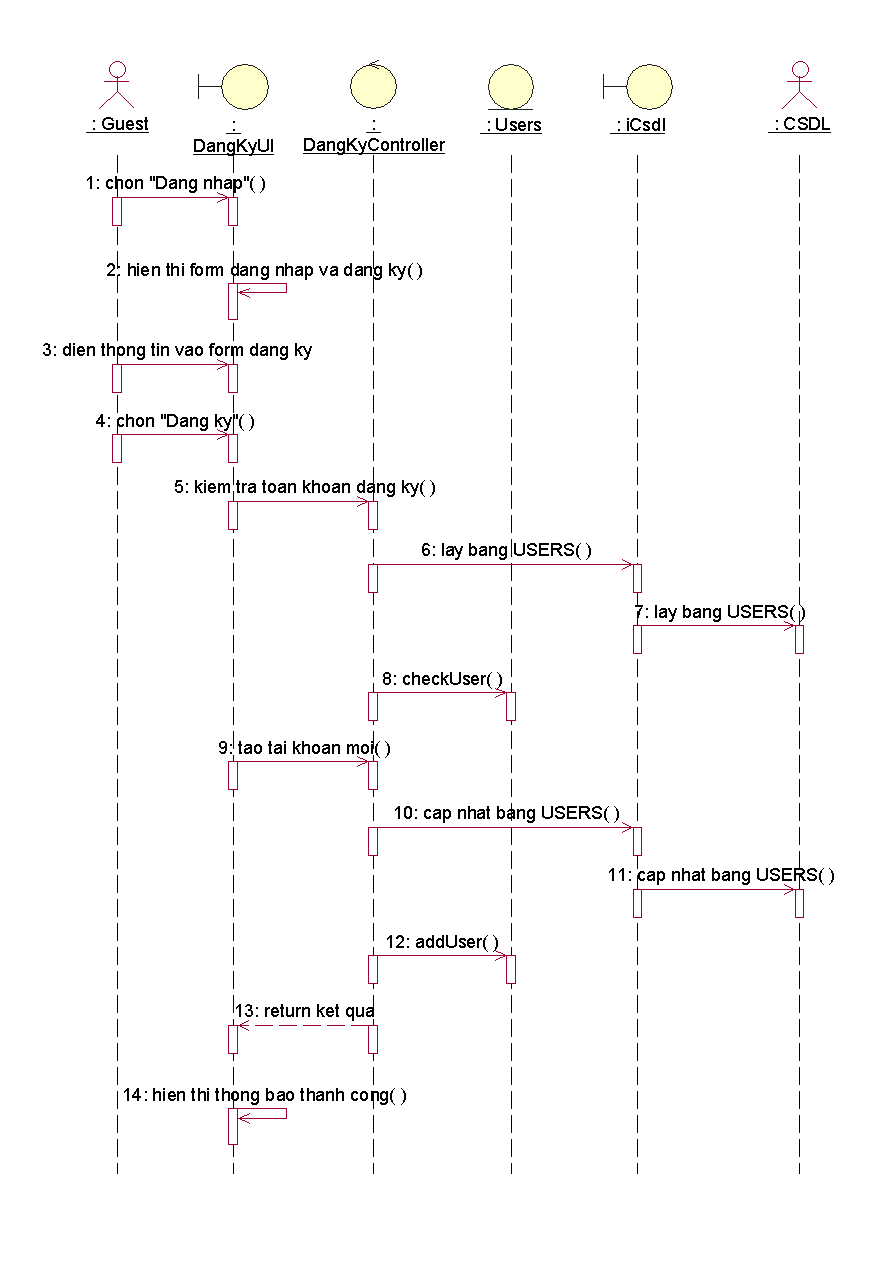 : Guest
:
DangKyUI
:
DangKyController
: Users
: iCsdl
: CSDL
1: chon "Dang nhap"( )
2: hien thi form dang nhap va dang ky( )
3: dien thong tin vao form dang ky
4: chon "Dang ky"( )
5: kiem tra toan khoan dang ky( )
6: lay bang USERS( )
7: lay bang USERS( )
8: checkUser( )
9: tao tai khoan moi( )
10: cap nhat bang USERS( )
11: cap nhat bang USERS( )
12: addUser( )
13: return ket qua
14: hien thi thong bao thanh cong( )